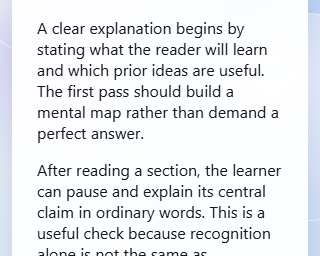 A clear explanation begins by
stating what the reader will learn
and which prior ideas are useful.
The first pass should build a
mental map rather than demand a
perfect answer.
After reading a section, the learner
can pause and explain its central
claim in ordinary words. This is a
useful check because recognition
alone is not the same as